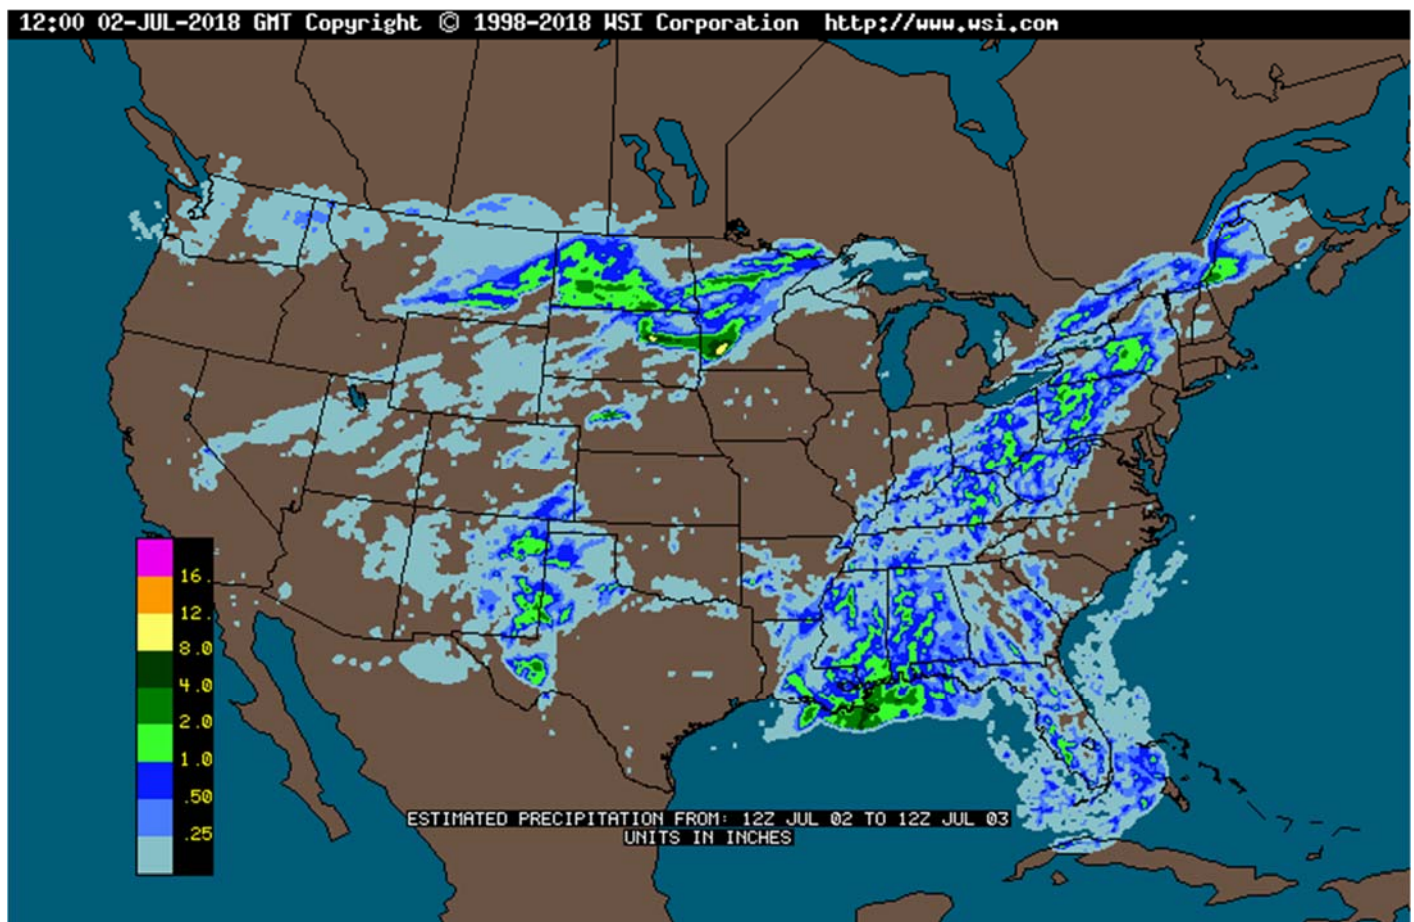 12:00 02-JUL-2018 GMT Copyright © 1998-2018 WSI Corporation http://www.wsi.com
16
12.
8.0
4.0
2.0
1.0
.50
.25
ESTIMATED PRECIPITATION FROM: 12Z JUL 02 TO 12Z JUL 03
UNITS IN INCHES